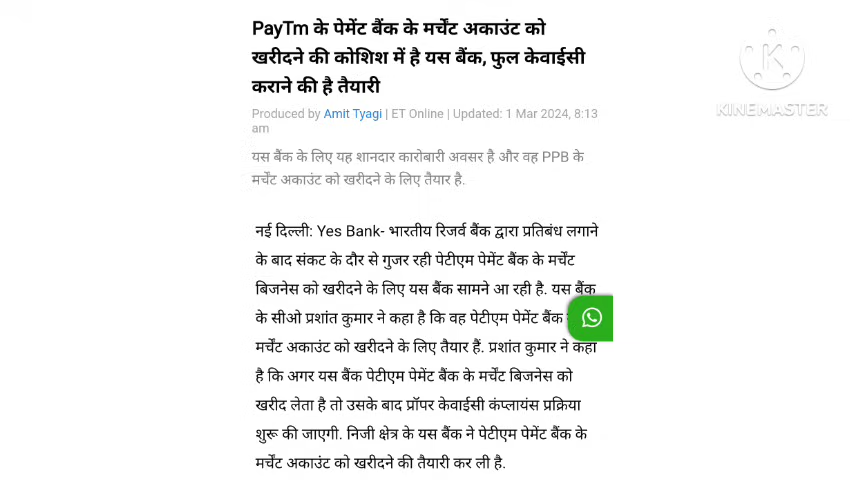 PayTm के पेमेंट बैंक के मर्चेंट अकाउंट को
खरीदने की कोशिश में है यस बैंक, फुल केवाईसी
कराने की है तैयारी
Produced by Amit Tyagi | ET Online | Updated: 1 Mar 2024, 8:13
am
यस बैंक के लिए यह शानदार कारोबारी अवसर है और वह PPB के
मर्चेंट अकाउंट को खरीदने के लिए तैयार है.
नई दिल्ली: Yes Bank- भारतीय रिजर्व बैंक द्वारा प्रतिबंध लगाने
के बाद संकट के दौर से गुजर रही पेटीएम पेमेंट बैंक के मर्चेंट
बिजनेस को खरीदने के लिए यस बैंक सामने आ रही है. यस बैंक
के सीओ प्रशांत कुमार ने कहा है कि वह पेटीएम पेमेंट बैंक
मर्चेंट अकाउंट को खरीदने के लिए तैयार हैं. प्रशांत कुमार ने कहा
है कि अगर यस बैंक पेटीएम पेमेंट बैंक के मर्चेंट बिजनेस को
खरीद लेता है तो उसके बाद प्रॉपर केवाईसी कंप्लायंस प्रक्रिया
शुरू की जाएगी. निजी क्षेत्र के यस बैंक ने पेटीएम पेमेंट बैंक के
मर्चेंट अकाउंट को खरीदने की तैयारी कर ली है.
K
KINEMASTER